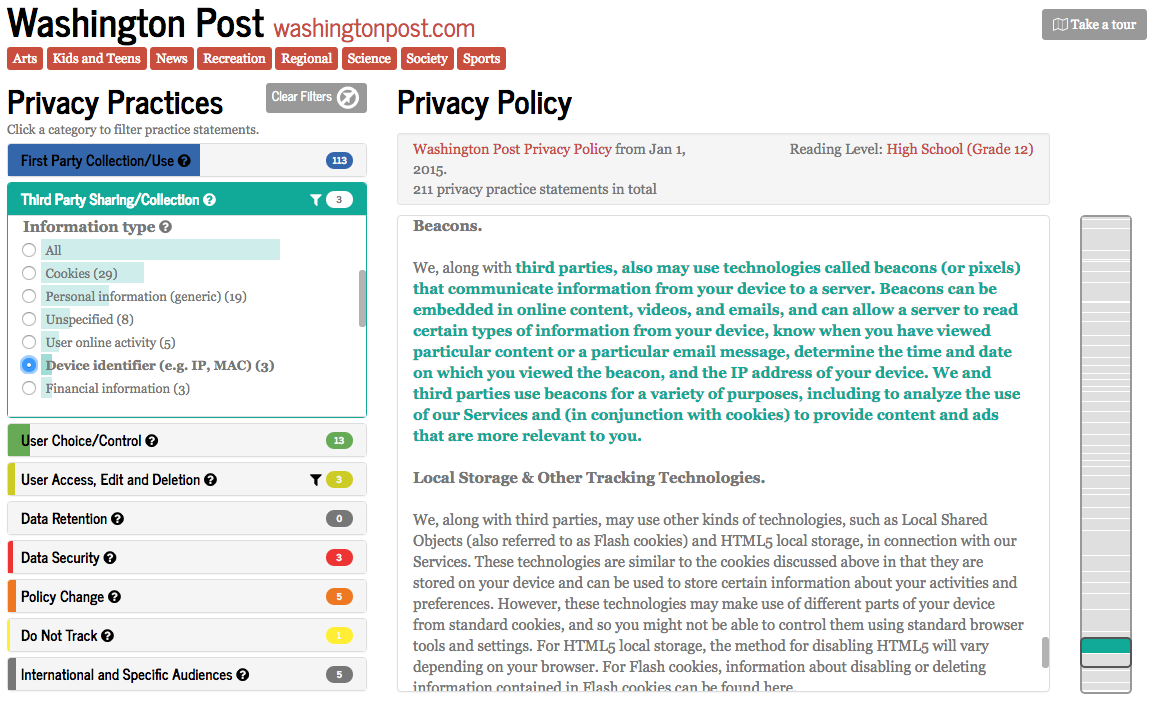 Washington Post washingtonpost.com
Take a tour
Arts Kids and Teens News Recreation Regional Science Society Sports
Privacy Practices
Clear Filters
Click a category to filter practice statements.
First Party Collection/Use ? 113
Third Party Sharing/Collection ? 3
Information type ?
All
Cookies (29)
Personal information (generic) (19)
Unspecified (8)
User online activity (5)
Device identifier (e.g. IP, MAC) (3)
Financial information (3)
User Choice/Control ? 13
User Access, Edit and Deletion ? 3
Data Retention ? 0
Data Security ? 3
Policy Change ? 5
Do Not Track ? 1
International and Specific Audiences ? 5
Privacy Policy
Washington Post Privacy Policy from Jan 1,
2015.
211 privacy practice statements in total
Reading Level: High School (Grade 12)
Beacons.
We, along with third parties, also may use technologies called beacons (or pixels)
that communicate information from your device to a server. Beacons can be
embedded in online content, videos, and emails, and can allow a server to read
certain types of information from your device, know when you have viewed
particular content or a particular email message, determine the time and date
on which you viewed the beacon, and the IP address of your device. We and
third parties use beacons for a variety of purposes, including to analyze the use
of our Services and (in conjunction with cookies) to provide content and ads
that are more relevant to you.
Local Storage & Other Tracking Technologies.
We, along with third parties, may use other kinds of technologies, such as Local Shared
Objects (also referred to as Flash cookies) and HTML5 local storage, in connection with our
Services. These technologies are similar to the cookies discussed above in that they are
stored on your device and can be used to store certain information about your activities and
preferences. However, these technologies may make use of different parts of your device
from standard cookies, and so you might not be able to control them using standard browser
tools and settings. For HTML5 local storage, the method for disabling HTML5 will vary
depending on your browser. For Flash cookies, information about disabling or deleting
information contained in Flash cookies can be found here.